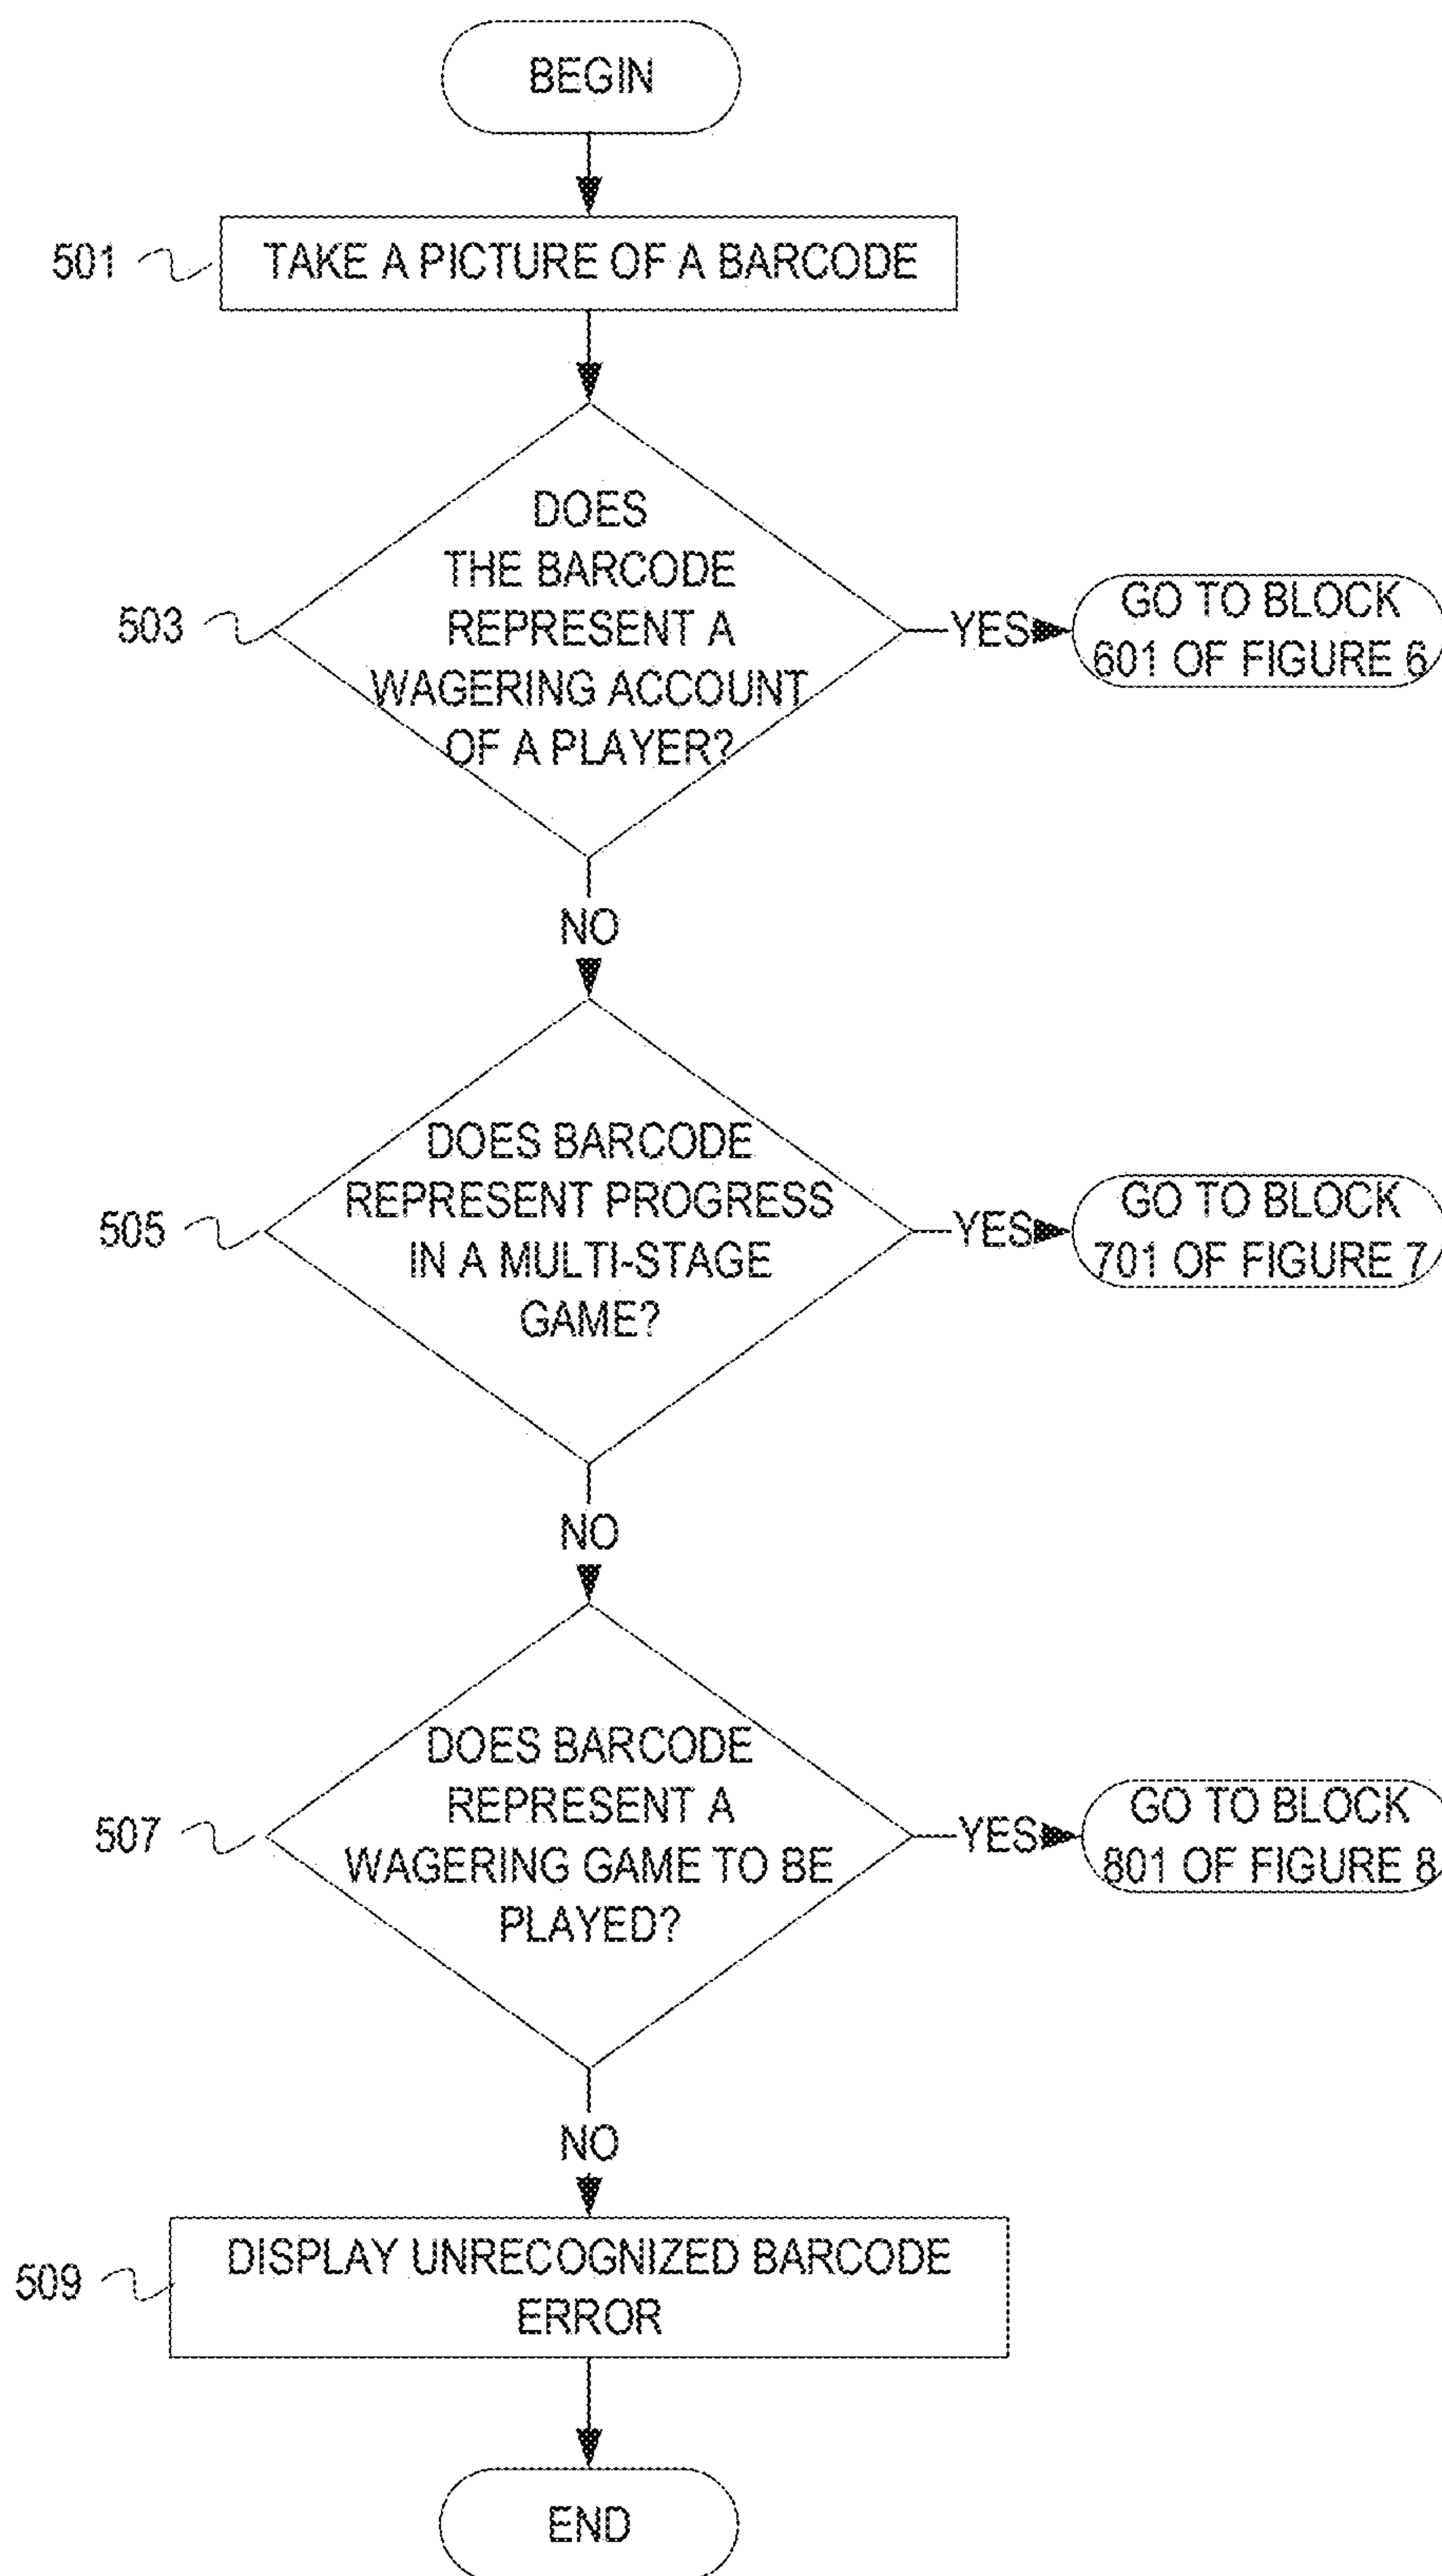 BEGIN
501
TAKE A PICTURE OF A BARCODE
503
DOES
THE BARCODE
REPRESENT A
WAGERING ACCOUNT
OF A PLAYER?
YES
GO TO BLOCK
601 OF FIGURE 6
NO
505
DOES BARCODE
REPRESENT PROGRESS
IN A MULTI-STAGE
GAME?
YES
GO TO BLOCK
701 OF FIGURE 7
NO
507
DOES BARCODE
REPRESENT A
WAGERING GAME TO BE
PLAYED?
YES
GO TO BLOCK
801 OF FIGURE 8
NO
509
DISPLAY UNRECOGNIZED BARCODE
ERROR
END